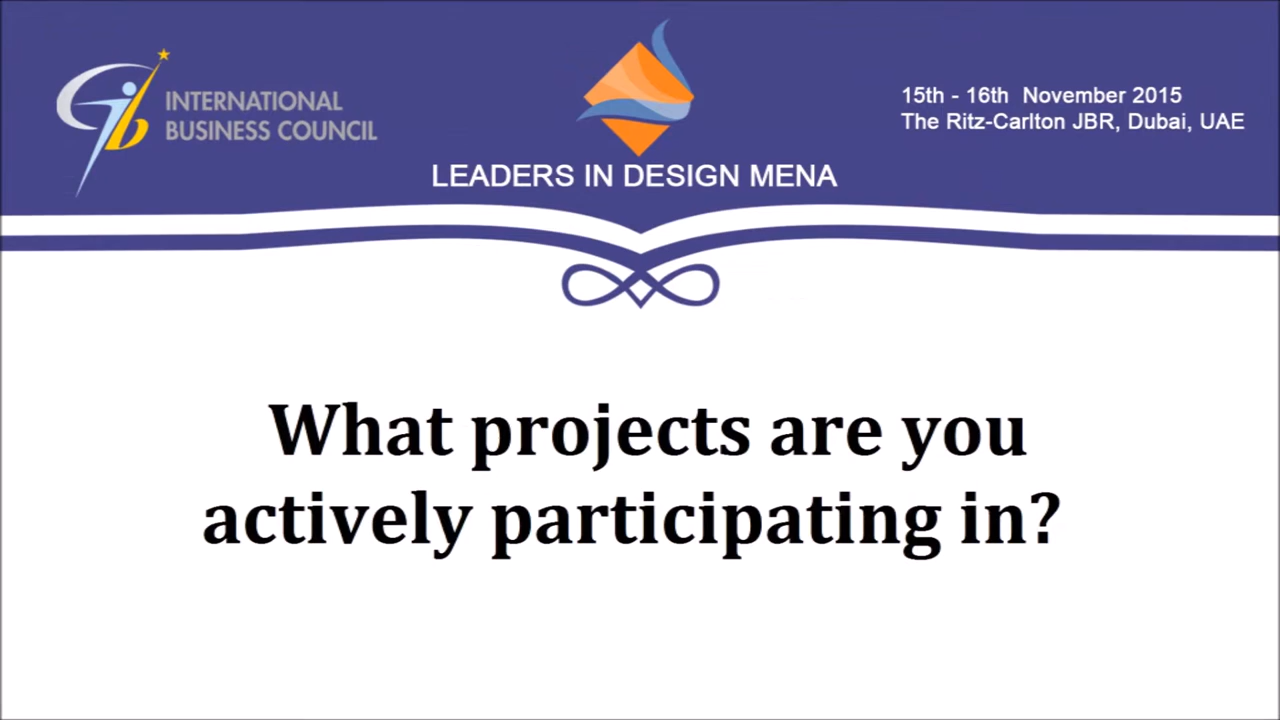 INTERNATIONAL
BUSINESS COUNCIL
LEADERS IN DESIGN MENA
15th - 16th November 2015
The Ritz-Carlton JBR, Dubai, UAE
What projects are you
actively participating in?